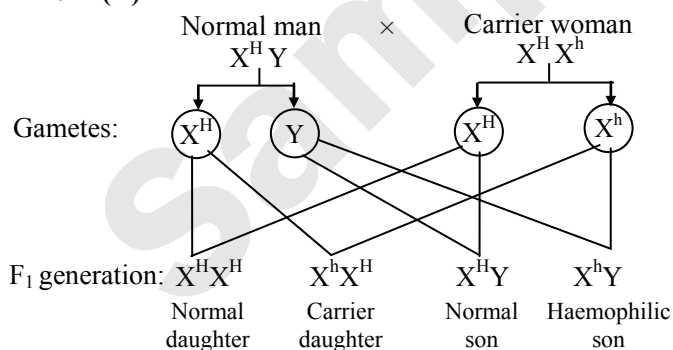 Normal man × Carrier woman
X^H Y X^H X^h
Gametes: X^H Y X^H X^h
F₁ generation: X^H X^H X^h X^H X^H Y X^h Y
Normal Carrier Normal Haemophilic
daughter daughter son son